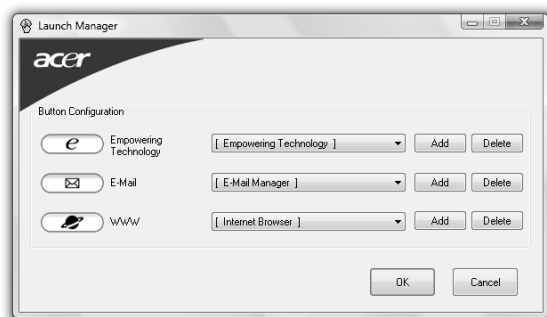 Launch Manager
acer
Button Configuration
Empowering
Technology
[ Empowering Technology ]
Add
Delete
E-Mail
[ E-Mail Manager ]
Add
Delete
WWW
[ Internet Browser ]
Add
Delete
OK
Cancel